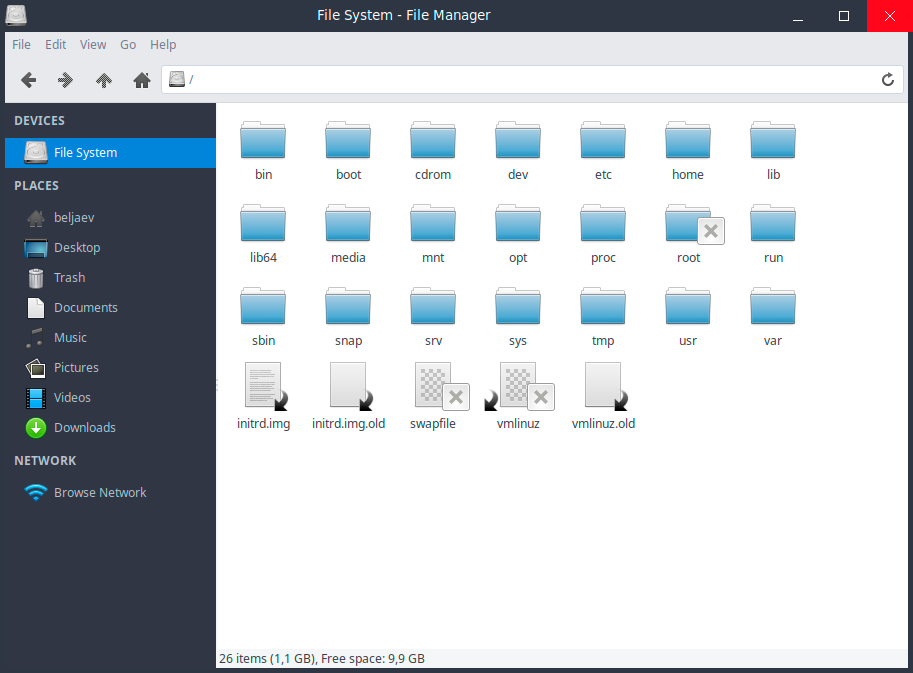 File System - File Manager
File Edit View Go Help
/
DEVICES
File System
PLACES
beljaev
Desktop
Trash
Documents
Music
Pictures
Videos
Downloads
NETWORK
Browse Network
bin boot cdrom dev etc home lib
lib64 media mnt opt proc root run
sbin snap srv sys tmp usr var
initrd.img initrd.img.old swapfile vmlinuz vmlinuz.old
26 items (1,1 GB), Free space: 9,9 GB